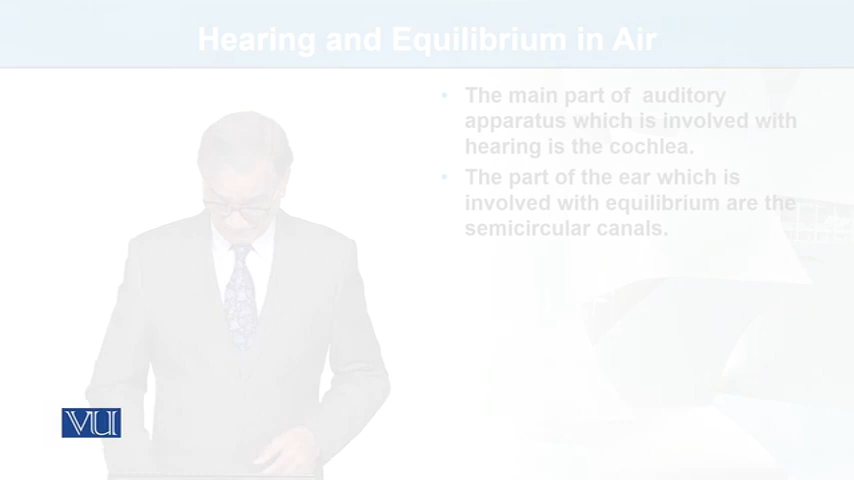 Hearing and Equilibrium in Air
• The main part of auditory
apparatus which is involved with
hearing is the cochlea.
• The part of the ear which is
involved with equilibrium are the
semicircular canals.
VU